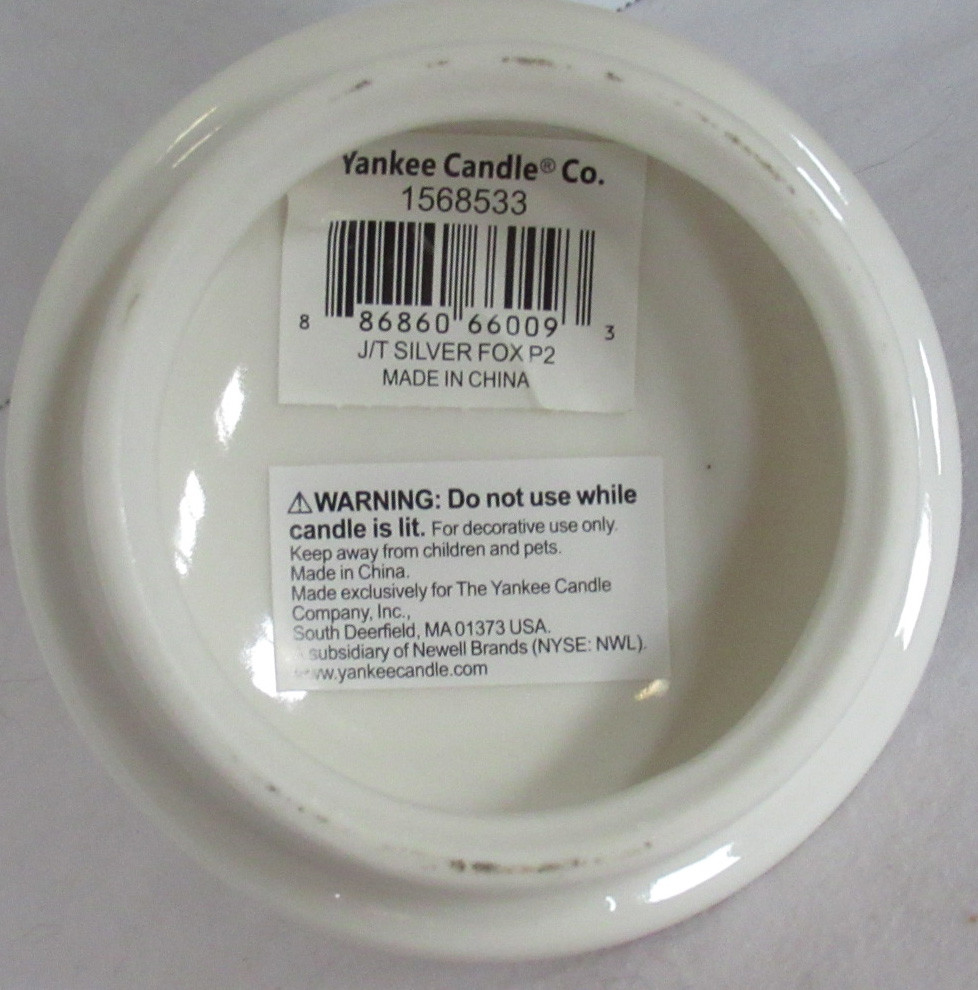 Yankee Candle® Co.
1568533
8 86860 66009 3
J/T SILVER FOX P2
MADE IN CHINA
⚠WARNING: Do not use while
candle is lit. For decorative use only.
Keep away from children and pets.
Made in China.
Made exclusively for The Yankee Candle
Company, Inc.,
South Deerfield, MA 01373 USA.
A subsidiary of Newell Brands (NYSE: NWL).
www.yankeecandle.com